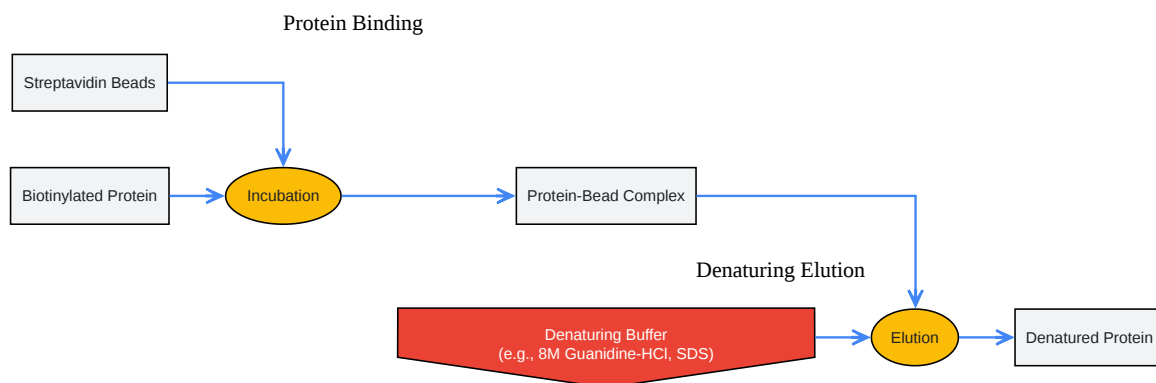 Protein Binding
Streptavidin Beads
Biotinylated Protein
Incubation
Protein-Bead Complex
Denaturing Elution
Denaturing Buffer
(e.g., 8M Guanidine-HCl, SDS)
Elution
Denatured Protein